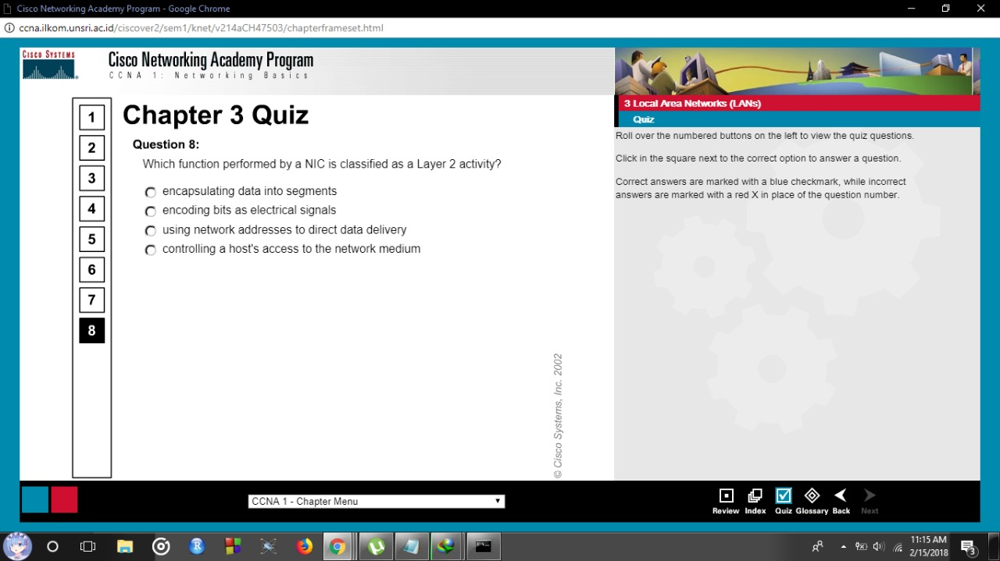 Cisco Networking Academy Program - Google Chrome
ccna.ilkom.unsri.ac.id/ciscover2/sem1/knet/v214aCH47503/chapterframeset.html
CISCO SYSTEMS
Cisco Networking Academy Program
CCNA 1: Networking Basics
3 Local Area Networks (LANs)
Quiz
1
2
3
4
5
6
7
8
Chapter 3 Quiz
Question 8:
Which function performed by a NIC is classified as a Layer 2 activity?
encapsulating data into segments
encoding bits as electrical signals
using network addresses to direct data delivery
controlling a host's access to the network medium
© Cisco Systems, Inc. 2002
Roll over the numbered buttons on the left to view the quiz questions.
Click in the square next to the correct option to answer a question.
Correct answers are marked with a blue checkmark, while incorrect
answers are marked with a red X in place of the question number.
CCNA 1 - Chapter Menu
Review Index Quiz Glossary Back Next
11:15 AM
2/15/2018
3